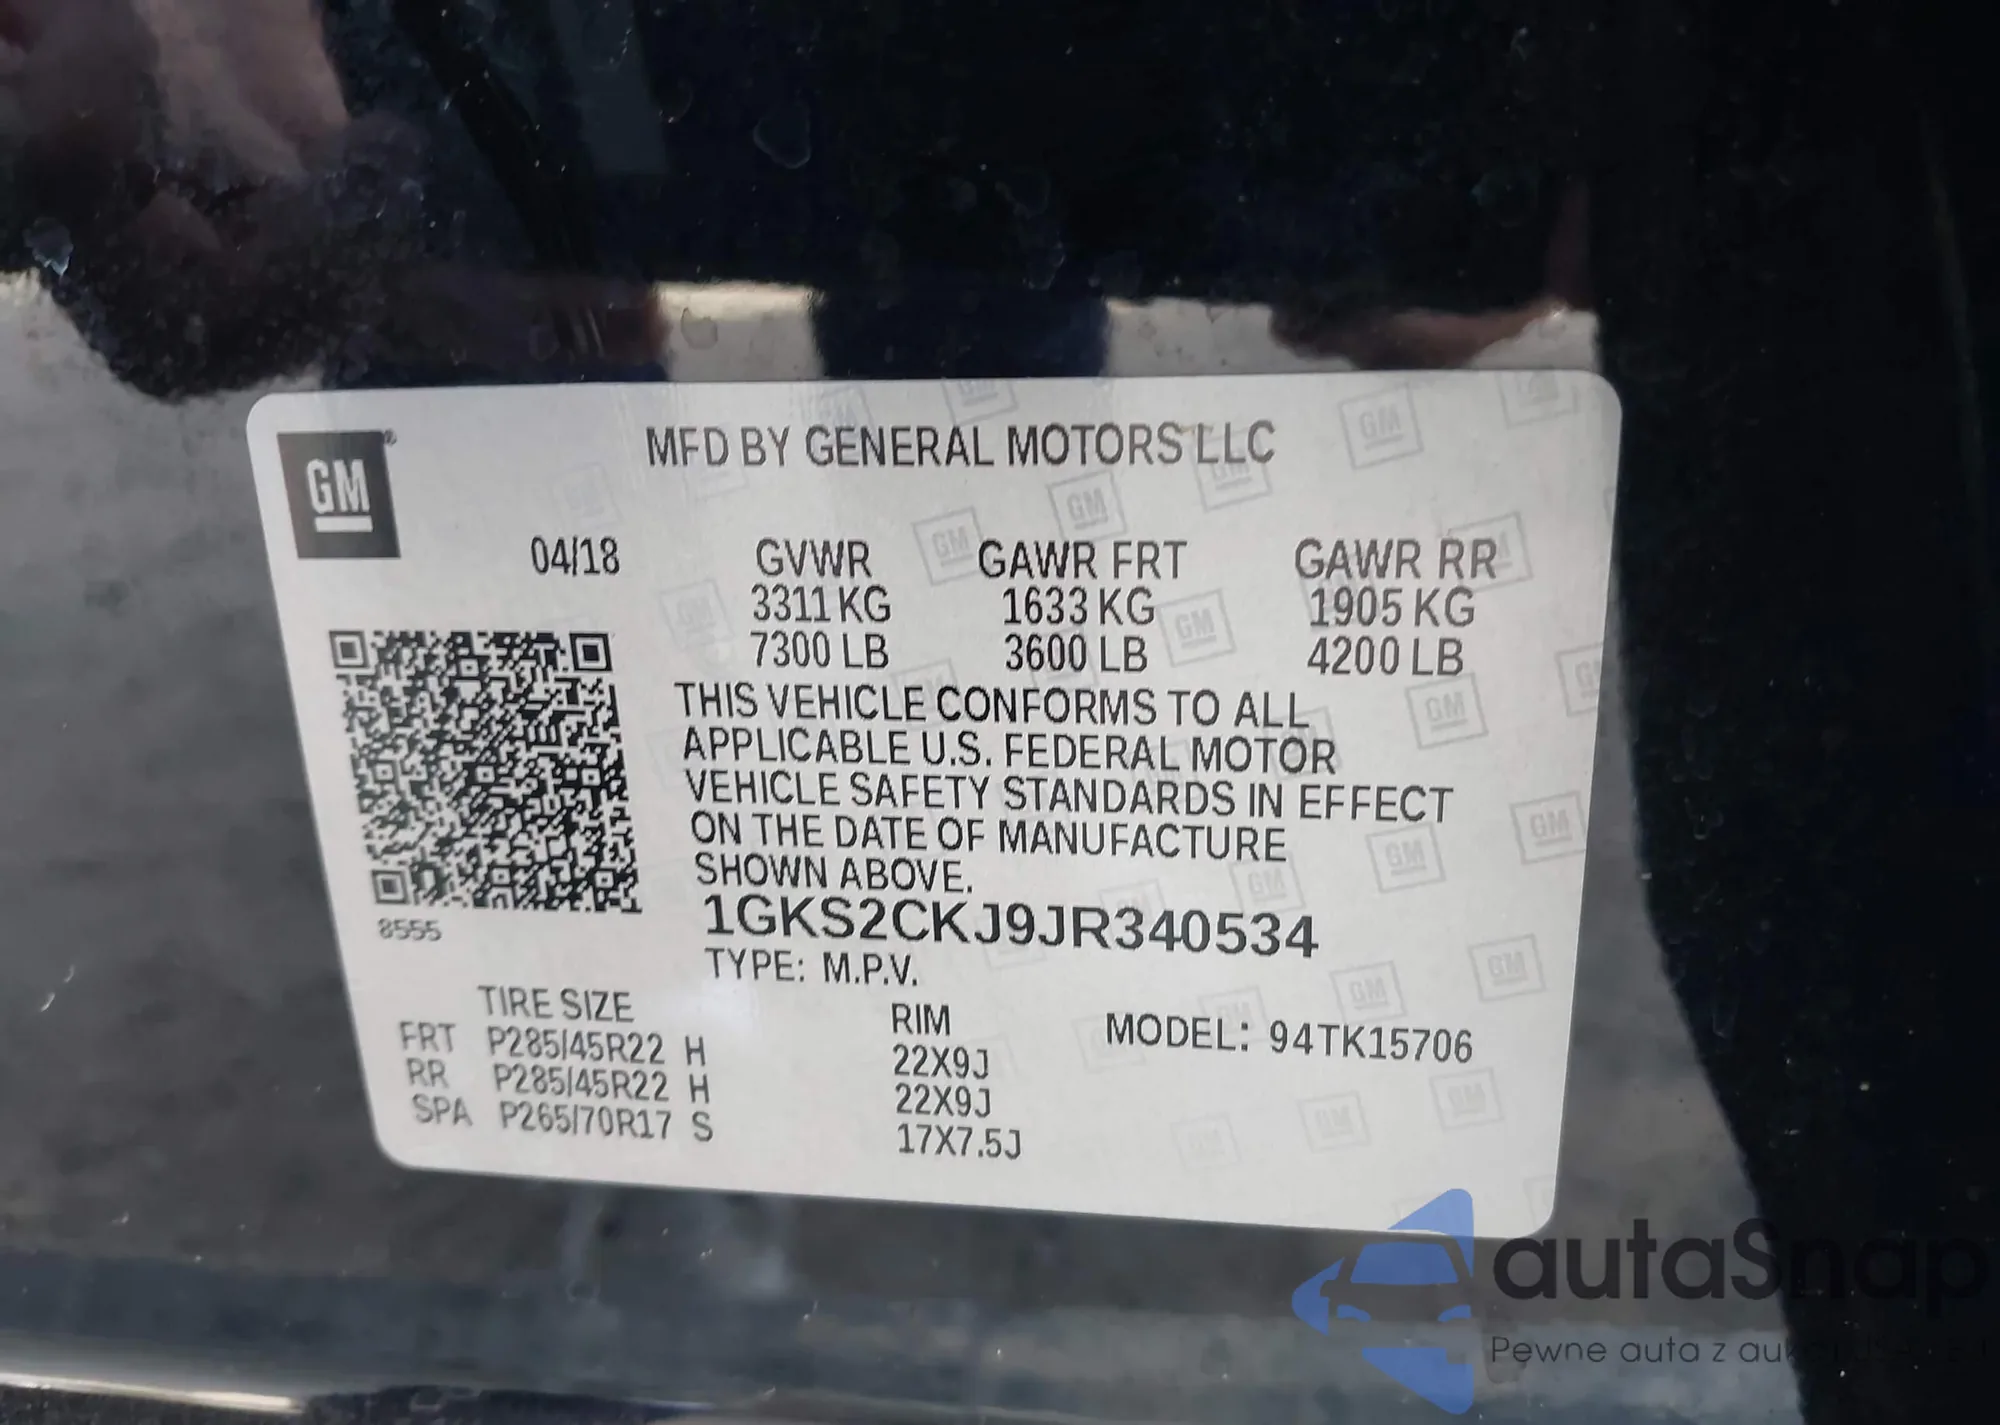 GM
MFD BY GENERAL MOTORS LLC
04/18 GVWR GAWR FRT GAWR RR
3311 KG 1633 KG 1905 KG
7300 LB 3600 LB 4200 LB
THIS VEHICLE CONFORMS TO ALL
APPLICABLE U.S. FEDERAL MOTOR
VEHICLE SAFETY STANDARDS IN EFFECT
ON THE DATE OF MANUFACTURE
SHOWN ABOVE.
8555
1GKS2CKJ9JR340534
TYPE: M.P.V.
TIRE SIZE RIM MODEL: 94TK15706
FRT P285/45R22 H 22X9J
RR P285/45R22 H 22X9J
SPA P265/70R17 S 17X7.5J
autaSnap
Pewne auta z